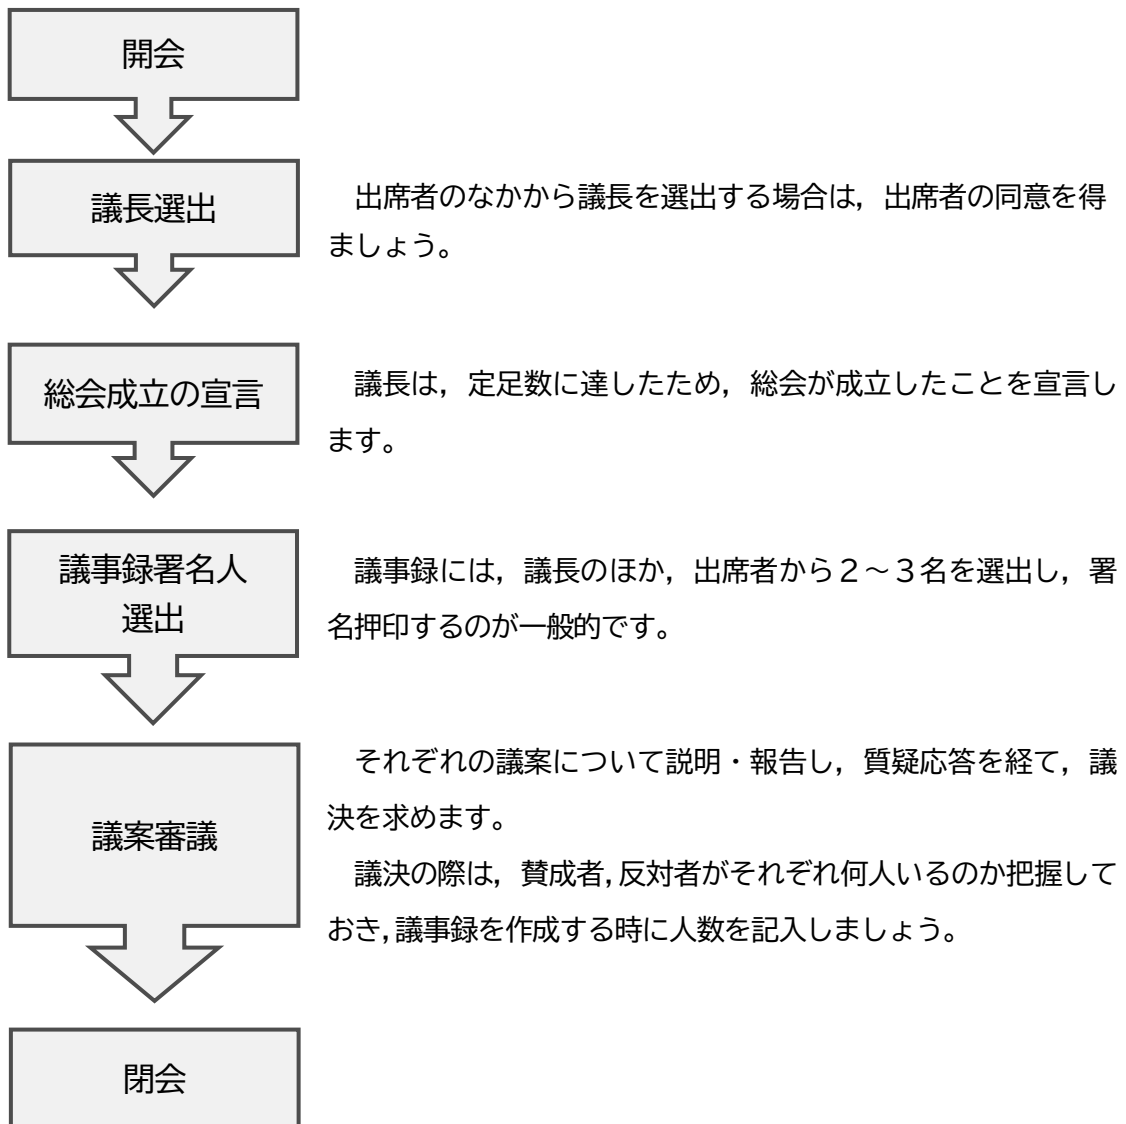 開会
議長選出
出席者のなかから議長を選出する場合は，出席者の同意を得
ましょう。
総会成立の宣言
議長は，定足数に達したため，総会が成立したことを宣言し
ます。
議事録署名人
選出
議事録には，議長のほか，出席者から２～３名を選出し，署
名押印するのが一般的です。
議案審議
それぞれの議案について説明・報告し，質疑応答を経て，議
決を求めます。
議決の際は，賛成者，反対者がそれぞれ何人いるのか把握して
おき，議事録を作成する時に人数を記入しましょう。
閉会